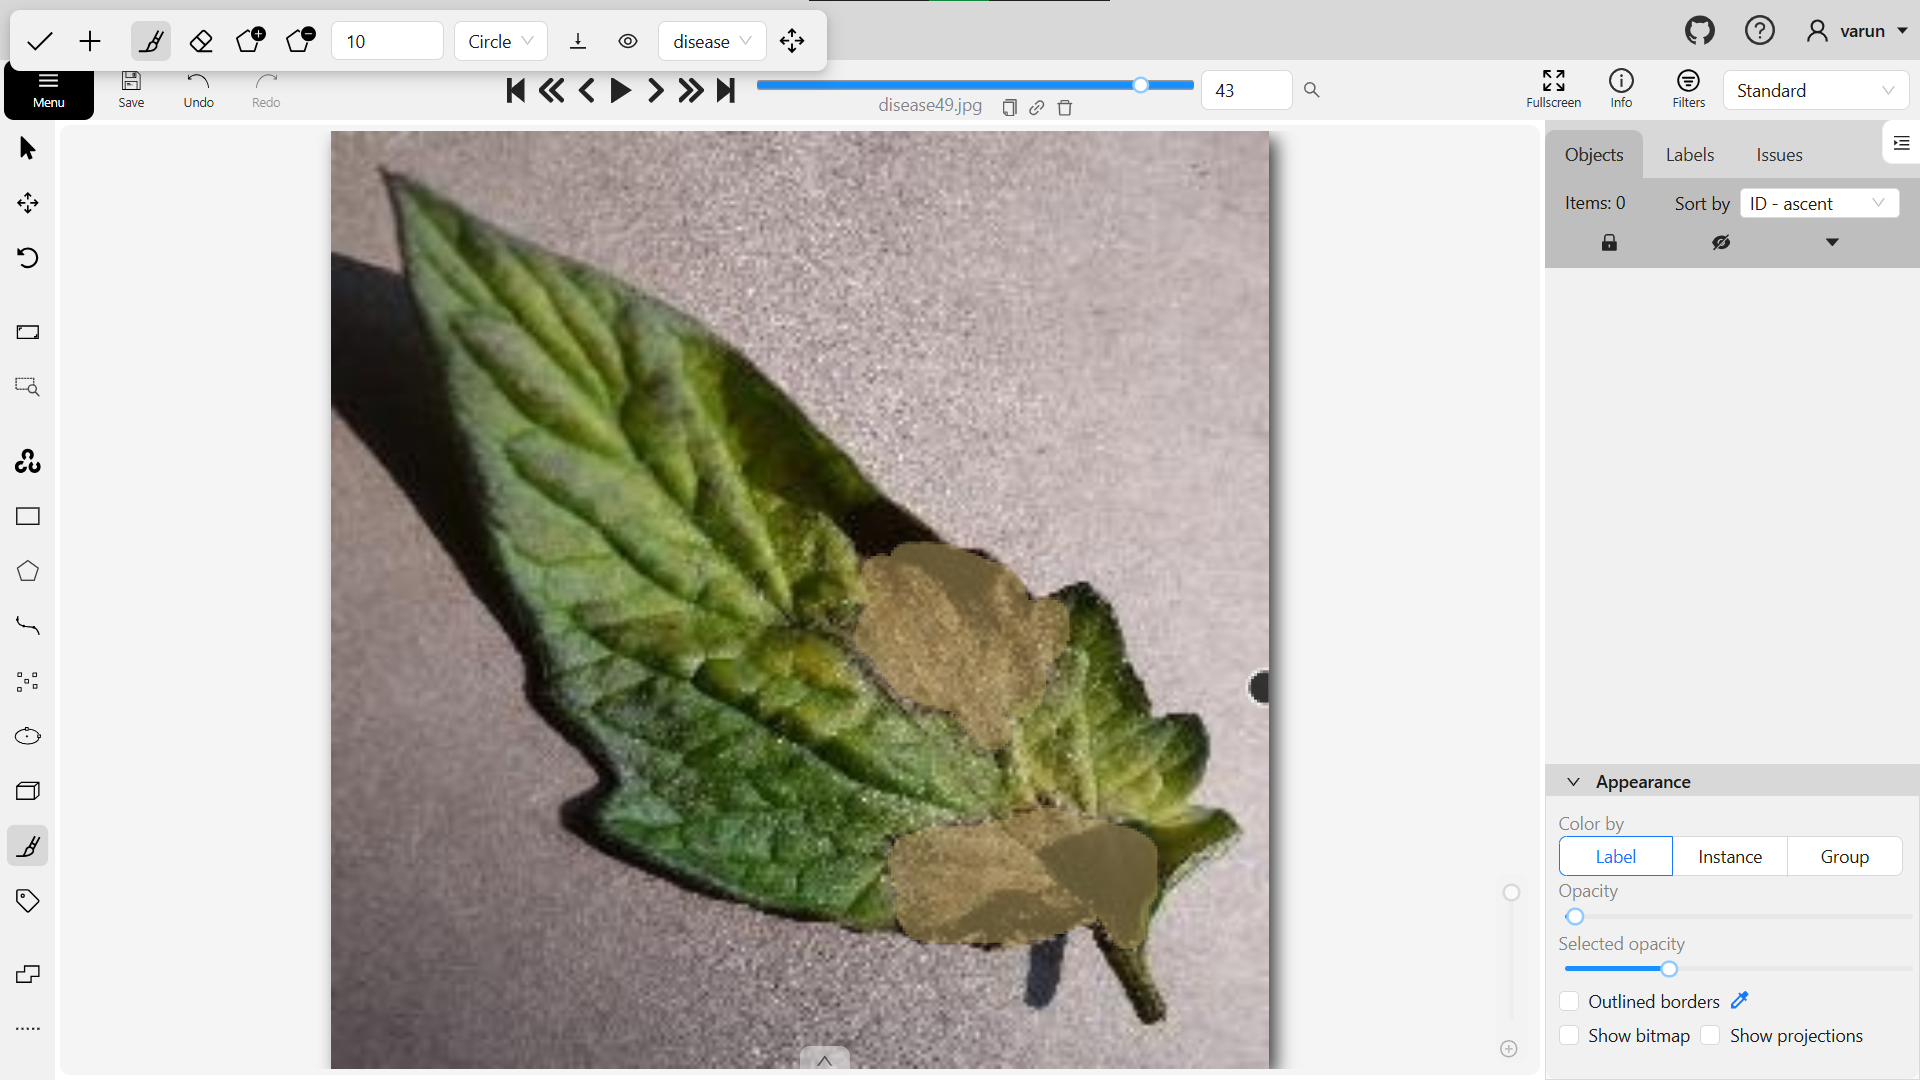 10
Circle
disease
varun
Menu
Save
Undo
Redo
disease49.jpg
43
Fullscreen
Info
Filters
Standard
Objects
Labels
Issues
Items: 0
Sort by
ID - ascent
Appearance
Color by
Label
Instance
Group
Opacity
Selected opacity
Outlined borders
Show bitmap
Show projections